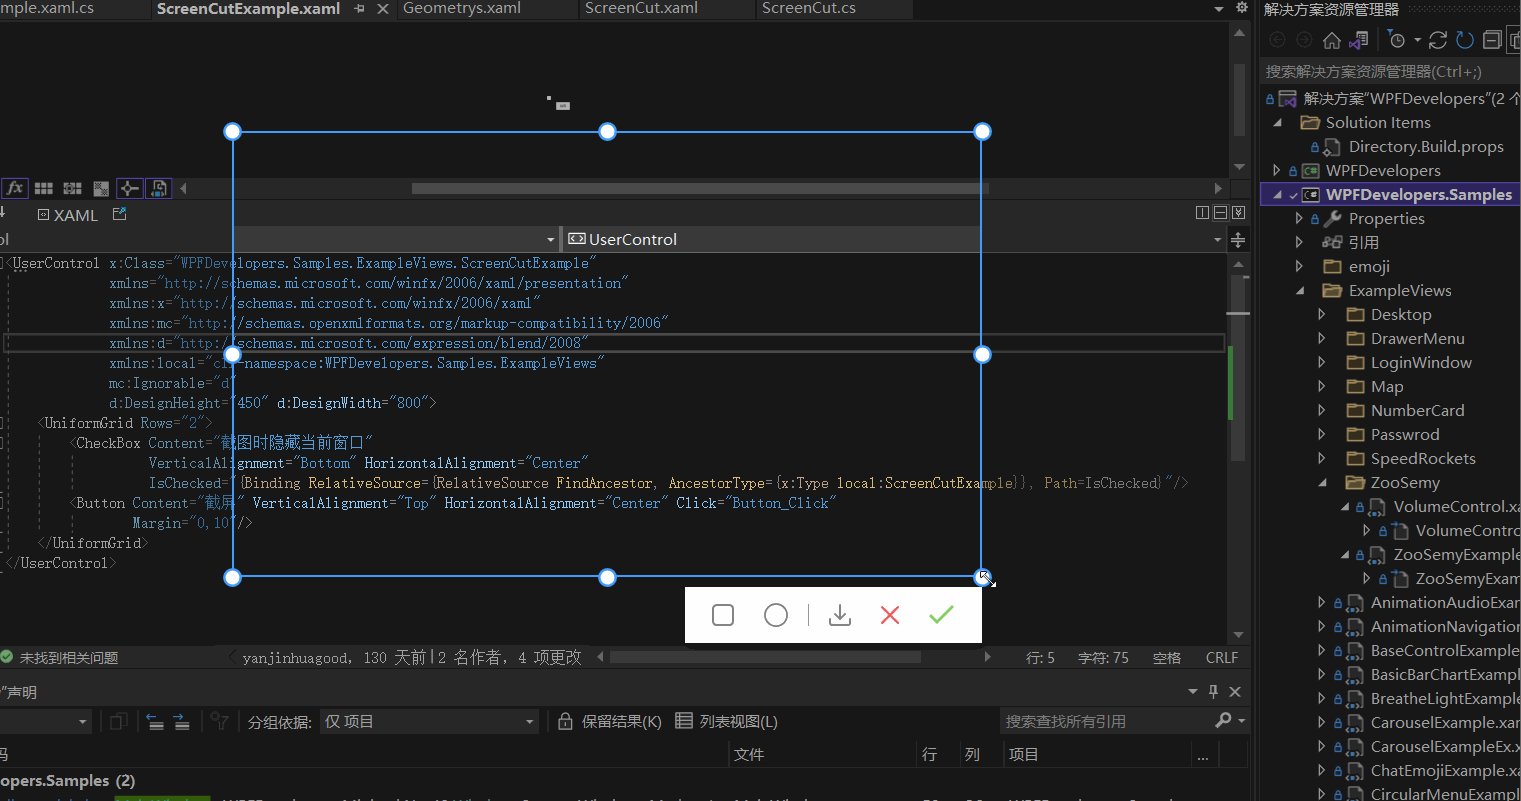 mple.xaml.cs
ScreenCutExample.xaml
Geometrys.xaml
ScreenCut.xaml
ScreenCut.cs
fx
XAML
UserControl
<UserControl x:Class="WPFDevelopers.Samples.ExampleViews.ScreenCutExample"
xmlns="http://schemas.microsoft.com/winfx/2006/xaml/presentation"
xmlns:x="http://schemas.microsoft.com/winfx/2006/xaml"
xmlns:mc="http://schemas.openxmlformats.org/markup-compatibility/2006"
xmlns:d="http://schemas.microsoft.com/expression/blend/2008"
xmlns:local="clr-namespace:WPFDevelopers.Samples.ExampleViews"
mc:Ignorable="d"
d:DesignHeight="450" d:DesignWidth="800">
<UniformGrid Rows="2">
<CheckBox Content="截图时隐藏当前窗口"
VerticalAlignment="Bottom" HorizontalAlignment="Center"
IsChecked="{Binding RelativeSource={RelativeSource FindAncestor, AncestorType={x:Type local:ScreenCutExample}}, Path=IsChecked}"/>
<Button Content="截屏" VerticalAlignment="Top" HorizontalAlignment="Center" Click="Button_Click"
Margin="0,10"/>
</UniformGrid>
</UserControl>
未找到相关问题
yanjinhuagood, 130 天前|2 名作者, 4 项更改
行: 5
字符: 75
空格
CRLF
"声明
分组依据:
仅 项目
保留结果(K)
列表视图(L)
搜索查找所有引用
码
文件
行
列
项目
...
opers.Samples (2)
解决方案资源管理器
搜索解决方案资源管理器(Ctrl+;)
解决方案"WPFDevelopers"(2 个
Solution Items
Directory.Build.props
WPFDevelopers
WPFDevelopers.Samples
Properties
引用
emoji
ExampleViews
Desktop
DrawerMenu
LoginWindow
Map
NumberCard
Passwrod
SpeedRockets
ZooSemy
VolumeControl.xa
VolumeContro
ZooSemyExample
ZooSemyExam
AnimationAudioExar
AnimationNavigation
BaseControlExample
BasicBarChartExampl
BreatheLightExample
CarouselExample.xar
CarouselExampleEx.x
ChatEmojiExample.xa
CircularMenuExampl